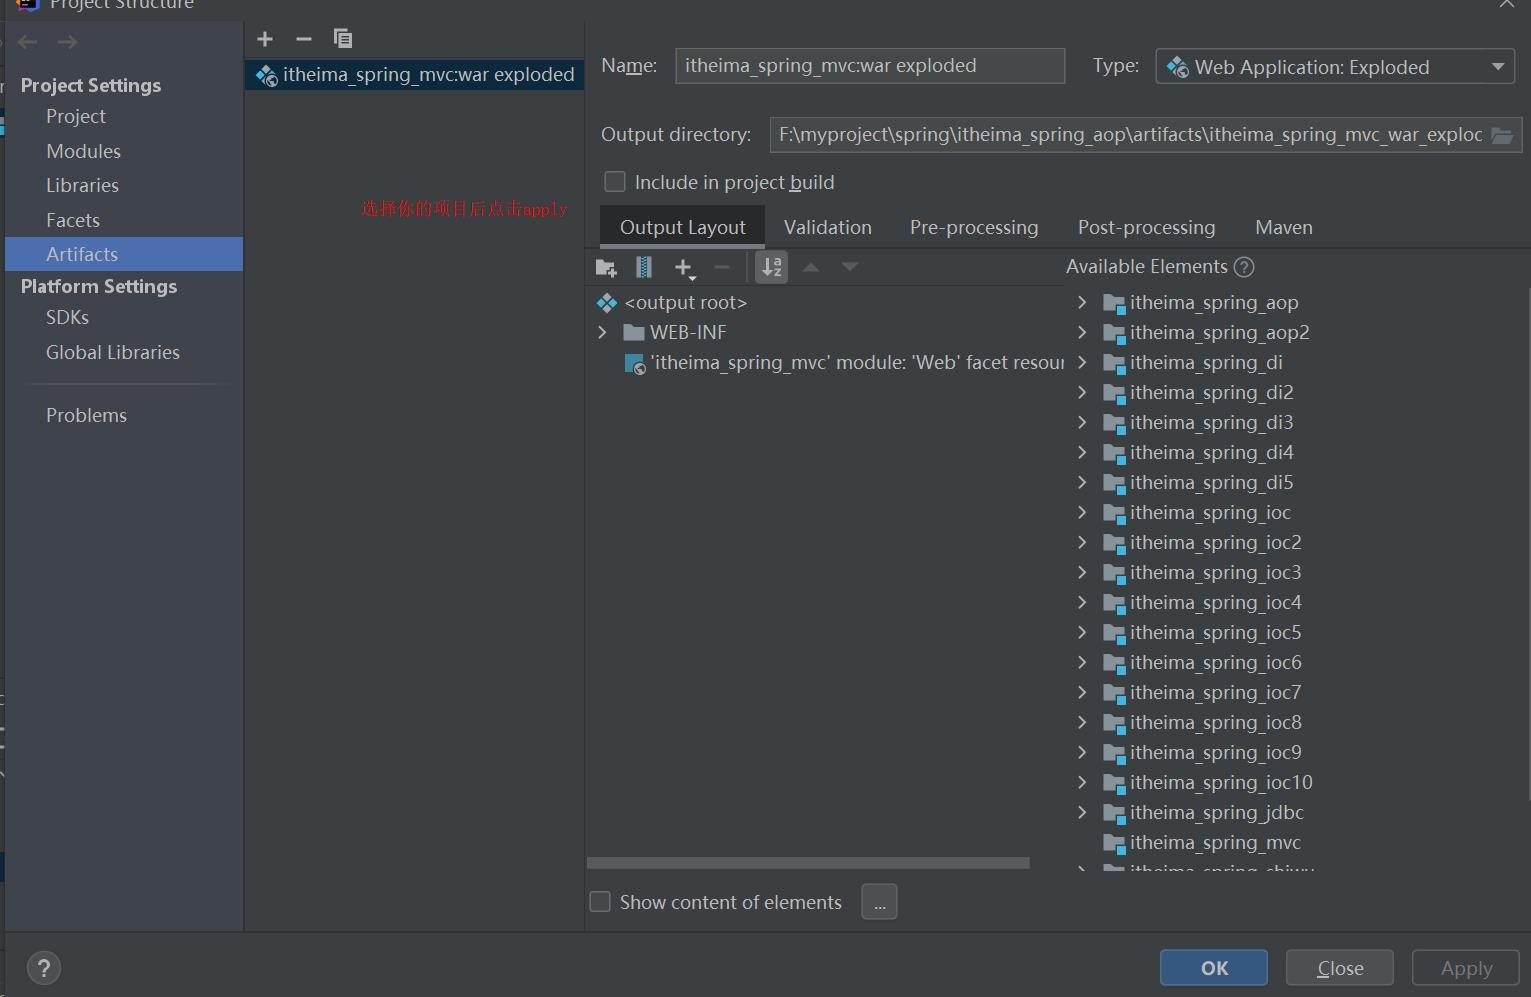 Project Structure
Project Settings
Project
Modules
Libraries
Facets
Artifacts
Platform Settings
SDKs
Global Libraries
Problems
itheima_spring_mvc:war exploded
选择你的项目后点击apply
Name: itheima_spring_mvc:war exploded Type: Web Application: Exploded
Output directory: F:\myproject\spring\itheima_spring_aop\artifacts\itheima_spring_mvc_war_exploc
Include in project build
Output Layout Validation Pre-processing Post-processing Maven
<output root>
WEB-INF
'itheima_spring_mvc' module: 'Web' facet resour
Available Elements ?
itheima_spring_aop
itheima_spring_aop2
itheima_spring_di
itheima_spring_di2
itheima_spring_di3
itheima_spring_di4
itheima_spring_di5
itheima_spring_ioc
itheima_spring_ioc2
itheima_spring_ioc3
itheima_spring_ioc4
itheima_spring_ioc5
itheima_spring_ioc6
itheima_spring_ioc7
itheima_spring_ioc8
itheima_spring_ioc9
itheima_spring_ioc10
itheima_spring_jdbc
itheima_spring_mvc
Show content of elements ...
? OK Close Apply